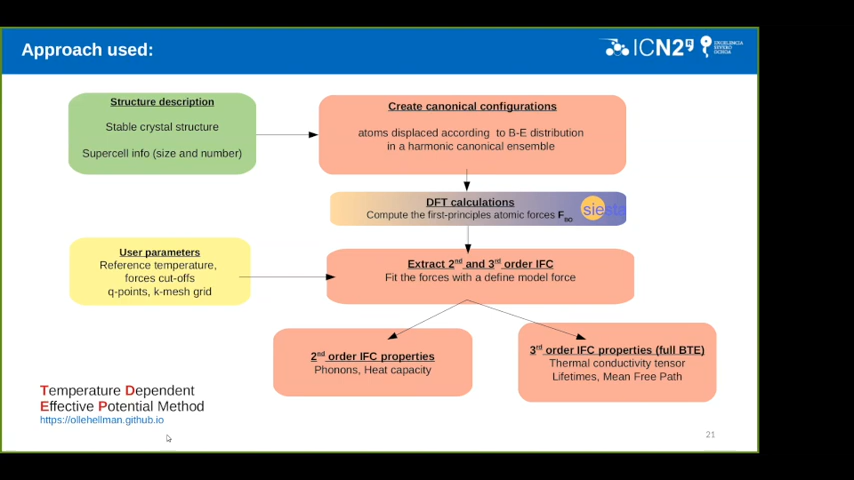 Approach used:
ICN2
EXCELENCIA
SEVERO
OCHOA
Structure description
Stable crystal structure
Supercell info (size and number)
Create canonical configurations
atoms displaced according to B-E distribution
in a harmonic canonical ensemble
DFT calculations
Compute the first-principles atomic forces F_BO
siesta
User parameters
Reference temperature,
forces cut-offs
q-points, k-mesh grid
Extract 2nd and 3rd order IFC
Fit the forces with a define model force
2nd order IFC properties
Phonons, Heat capacity
3rd order IFC properties (full BTE)
Thermal conductivity tensor
Lifetimes, Mean Free Path
Temperature Dependent
Effective Potential Method
https://ollehellman.github.io
21